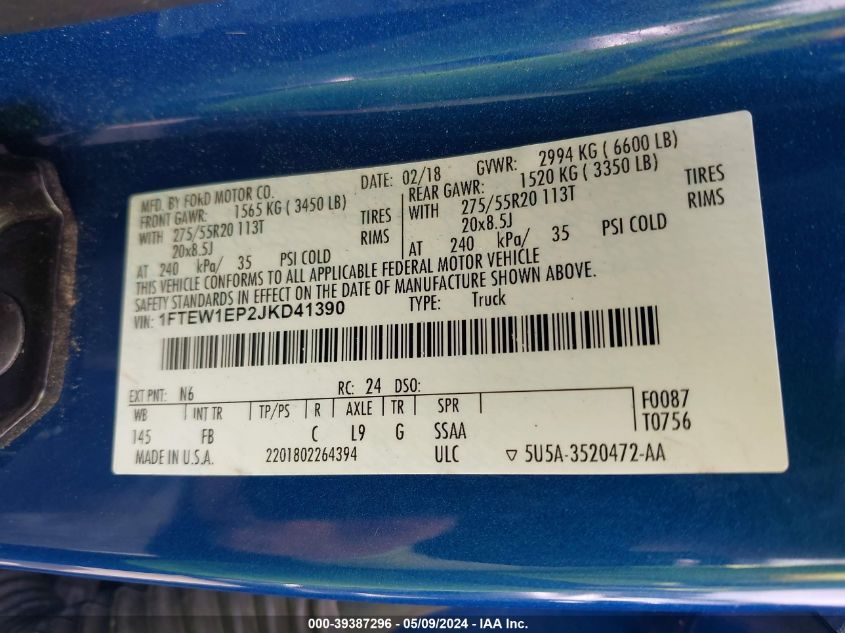 MFD. BY FORD MOTOR CO.
DATE: 02/18 GVWR: 2994 KG ( 6600 LB)
FRONT GAWR: 1565 KG ( 3450 LB) REAR GAWR: 1520 KG ( 3350 LB)
WITH 275/55R20 113T TIRES WITH 275/55R20 113T TIRES
20x8.5J RIMS 20x8.5J RIMS
AT 240 kPa/ 35 PSI COLD AT 240 kPa/ 35 PSI COLD
THIS VEHICLE CONFORMS TO ALL APPLICABLE FEDERAL MOTOR VEHICLE
SAFETY STANDARDS IN EFFECT ON THE DATE OF MANUFACTURE SHOWN ABOVE.
VIN: 1FTEW1EP2JKD41390 TYPE: Truck
EXT PNT: N6 RC: 24 DSO:
WB INT TR TP/PS R AXLE TR SPR F0087
145 FB C L9 G SSAA T0756
MADE IN U.S.A. 2201802264394 ULC ▽ 5U5A-3520472-AA
000-39387296 - 05/09/2024 - IAA Inc.